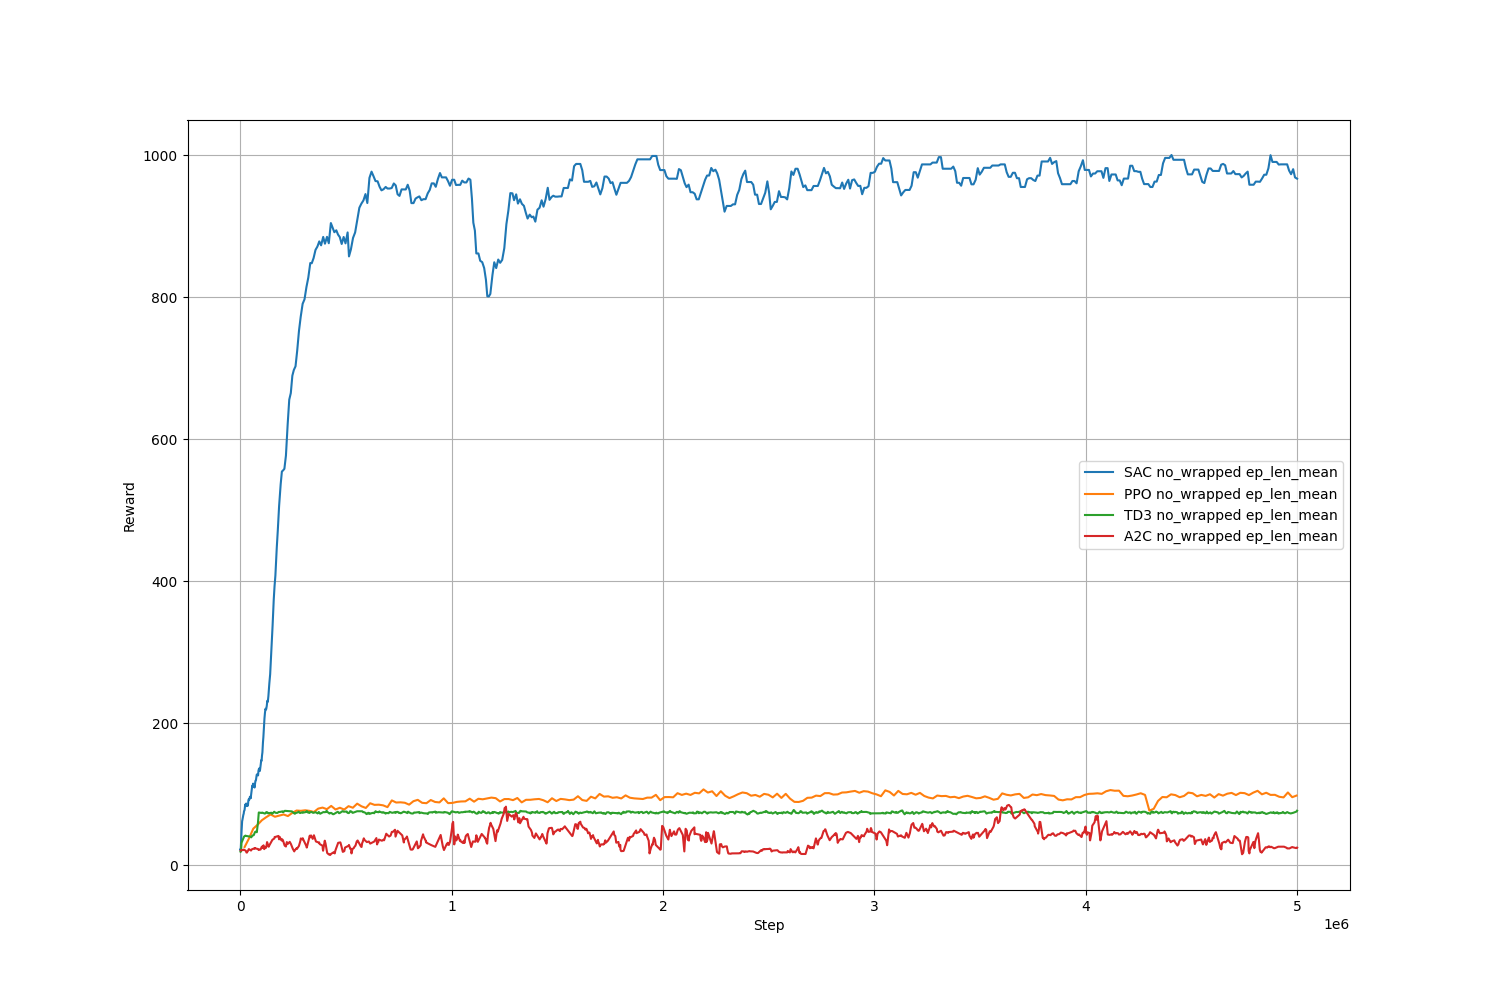 1000
800
600
400
200
0
Reward
SAC no_wrapped ep_len_mean
PPO no_wrapped ep_len_mean
TD3 no_wrapped ep_len_mean
A2C no_wrapped ep_len_mean
0 1 2 3 4 5
1e6
Step